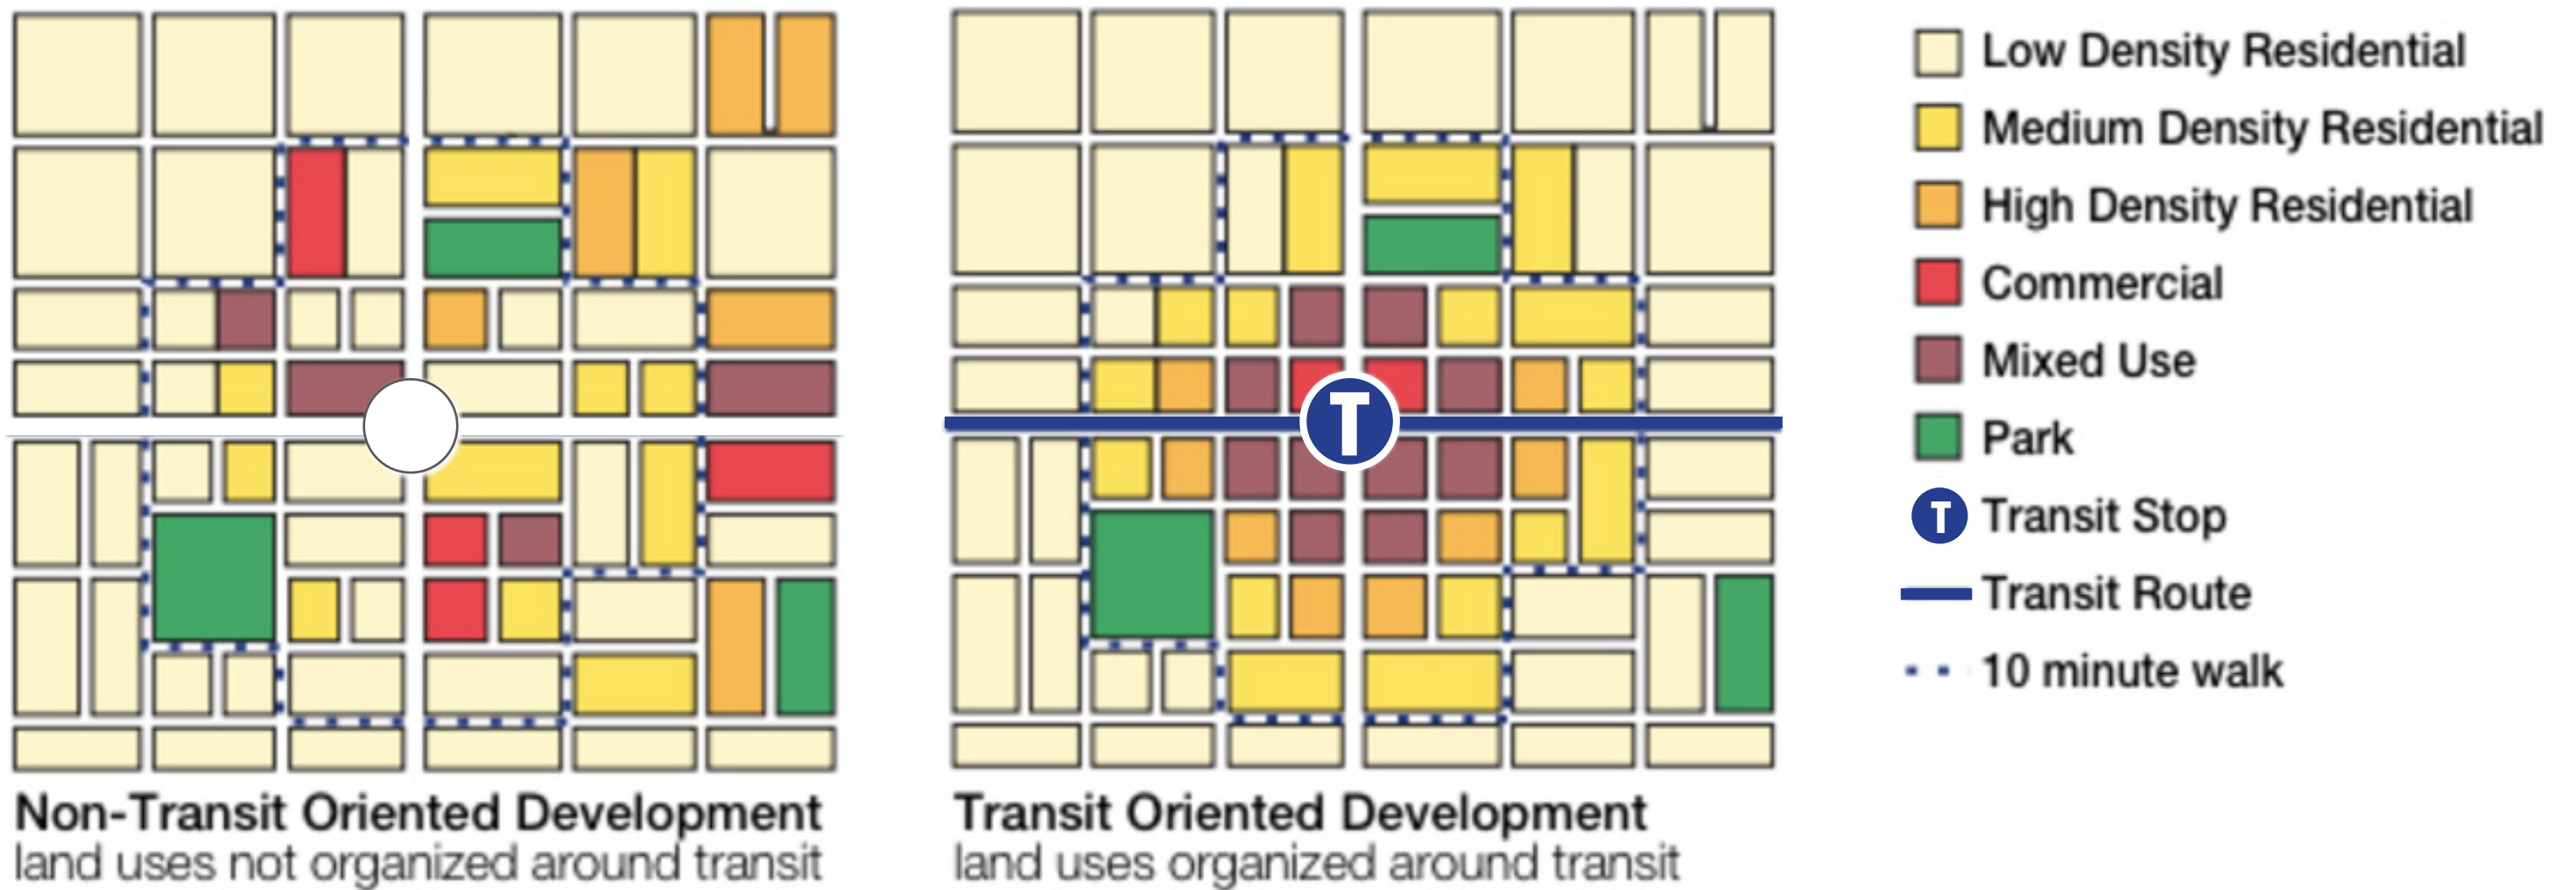 Low Density Residential
Medium Density Residential
High Density Residential
Commercial
Mixed Use
Park
T Transit Stop
Transit Route
10 minute walk
T
Non-Transit Oriented Development
land uses not organized around transit
Transit Oriented Development
land uses organized around transit